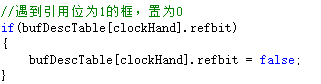 //遇到引用位为1的框，置为0
if(bufDescTable[clockHand].refbit)
{
    bufDescTable[clockHand].refbit = false;
}